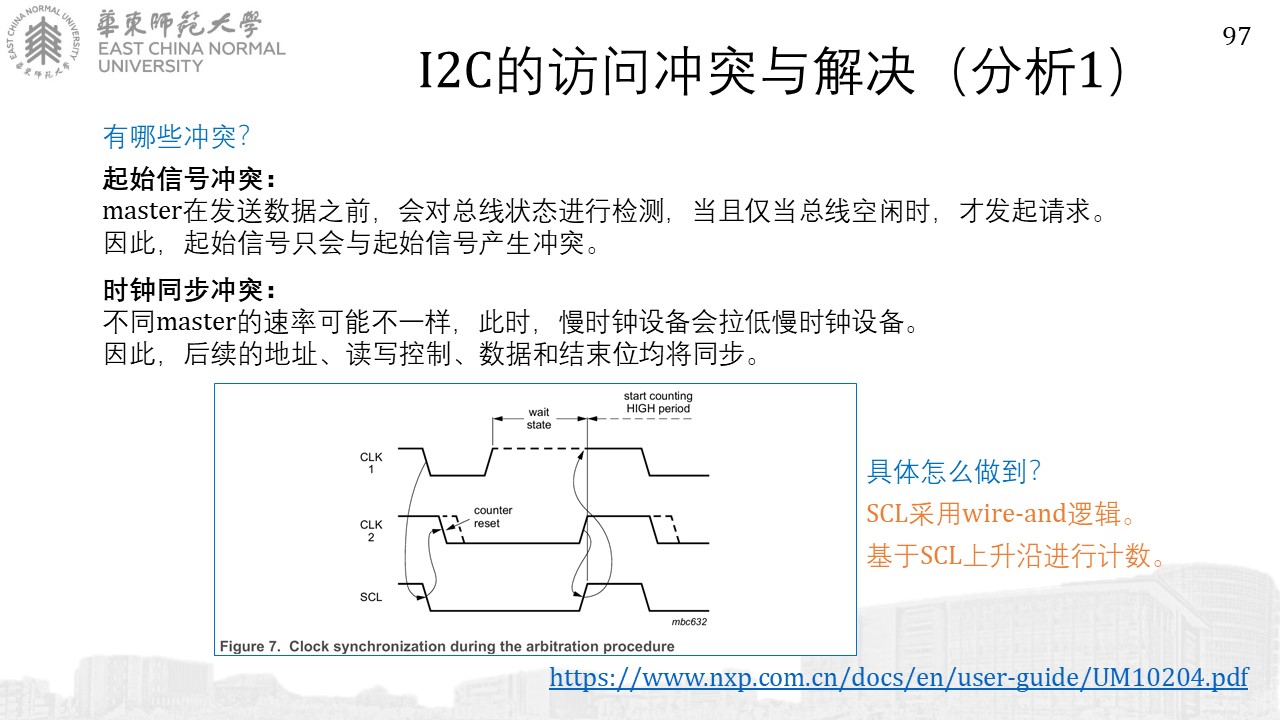 華東師範大學
EAST CHINA NORMAL
UNIVERSITY
EAST CHINA NORMAL UNIVERSITY
華東師範大學
97
I2C的访问冲突与解决（分析1）
有哪些冲突？
起始信号冲突：
master在发送数据之前，会对总线状态进行检测，当且仅当总线空闲时，才发起请求。
因此，起始信号只会与起始信号产生冲突。
时钟同步冲突：
不同master的速率可能不一样，此时，慢时钟设备会拉低慢时钟设备。
因此，后续的地址、读写控制、数据和结束位均将同步。
start counting
HIGH period
wait
state
CLK
1
counter
reset
CLK
2
SCL
mbc632
Figure 7. Clock synchronization during the arbitration procedure
具体怎么做到？
SCL采用wire-and逻辑。
基于SCL上升沿进行计数。
https://www.nxp.com.cn/docs/en/user-guide/UM10204.pdf